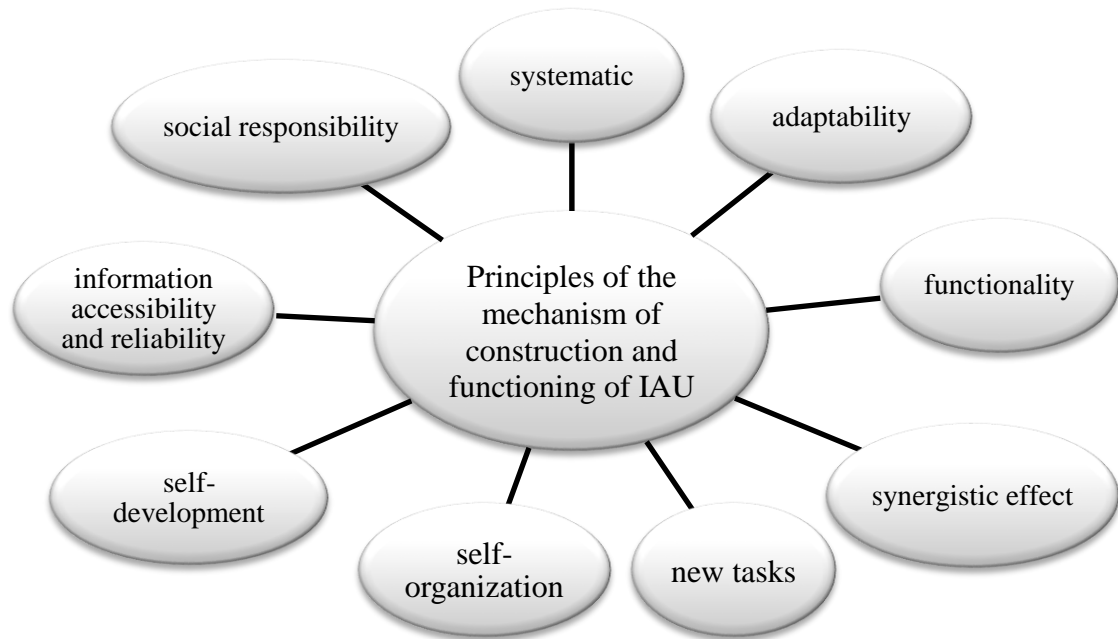 systematic
social responsibility
adaptability
information
accessibility
and reliability
Principles of the
mechanism of
construction and
functioning of IAU
functionality
self-
development
synergistic effect
self-
organization
new tasks